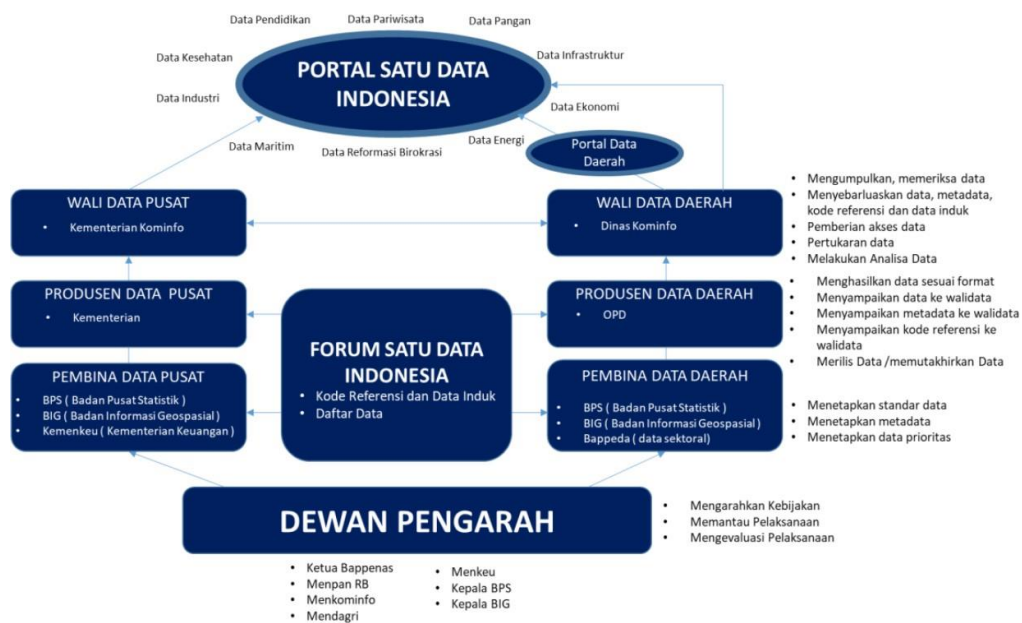 Data Pendidikan
Data Pariwisata
Data Pangan
Data Kesehatan
Data Infrastruktur
PORTAL SATU DATA
INDONESIA
Data Industri
Data Ekonomi
Data Maritim
Data Reformasi Birokrasi
Data Energi
Portal Data
Daerah
WALI DATA PUSAT
• Kementerian Kominfo
WALI DATA DAERAH
• Dinas Kominfo
• Mengumpulkan, memeriksa data
• Menyebarluaskan data, metadata,
kode referensi dan data induk
• Pemberian akses data
• Pertukaran data
• Melakukan Analisa Data
PRODUSEN DATA PUSAT
• Kementerian
PRODUSEN DATA DAERAH
• OPD
• Menghasilkan data sesuai format
• Menyampaikan data ke walidata
• Menyampaikan metadata ke walidata
• Menyampaikan kode referensi ke
walidata
• Merilis Data /memutakhirkan Data
FORUM SATU DATA
INDONESIA
• Kode Referensi dan Data Induk
• Daftar Data
PEMBINA DATA PUSAT
• BPS ( Badan Pusat Statistik )
• BIG ( Badan Informasi Geospasial )
• Kemenkeu ( Kementerian Keuangan )
PEMBINA DATA DAERAH
• BPS ( Badan Pusat Statistik )
• BIG ( Badan Informasi Geospasial )
• Bappeda ( data sektoral)
• Menetapkan standar data
• Menetapkan metadata
• Menetapkan data prioritas
DEWAN PENGARAH
• Mengarahkan Kebijakan
• Memantau Pelaksanaan
• Mengevaluasi Pelaksanaan
• Ketua Bappenas
• Menpan RB
• Menkominfo
• Mendagri
• Menkeu
• Kepala BPS
• Kepala BIG